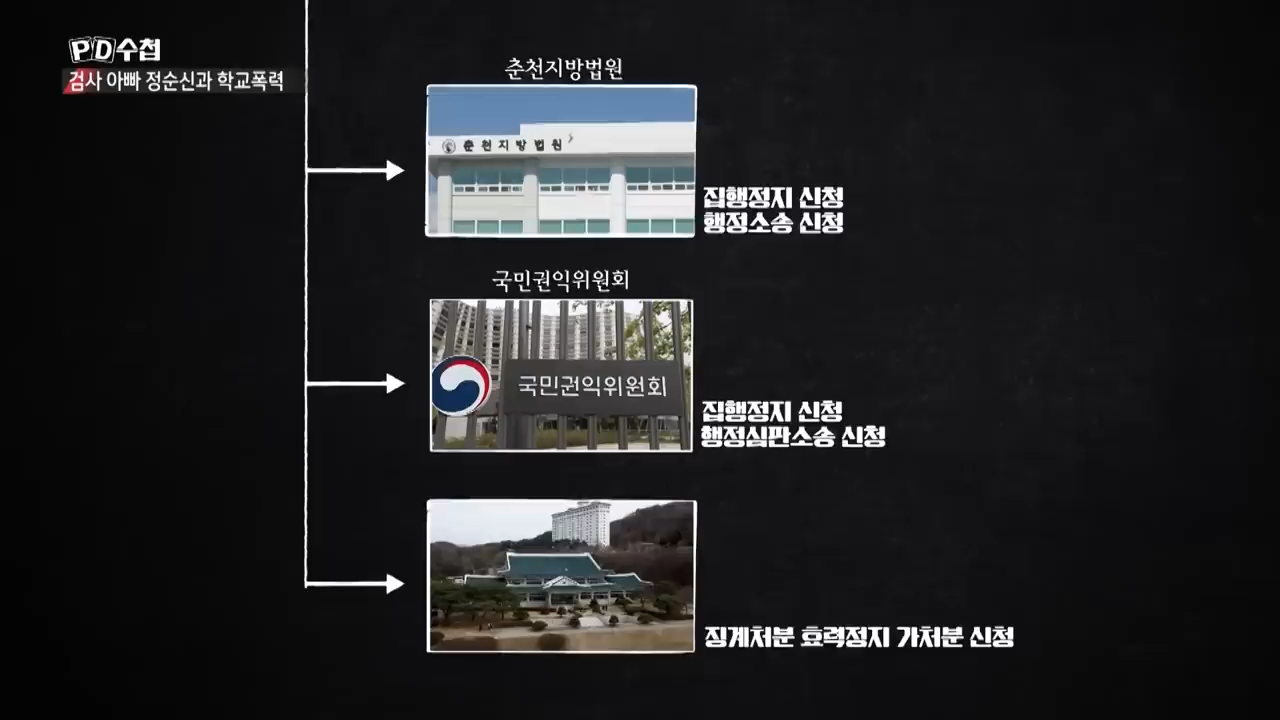 PD수첩
검사 아빠 정순신과 학교폭력
춘천지방법원
춘천지방법원
집행정지 신청
행정소송 신청
국민권익위원회
국민권익위원회
집행정지 신청
행정심판소송 신청
징계처분 효력정지 가처분 신청